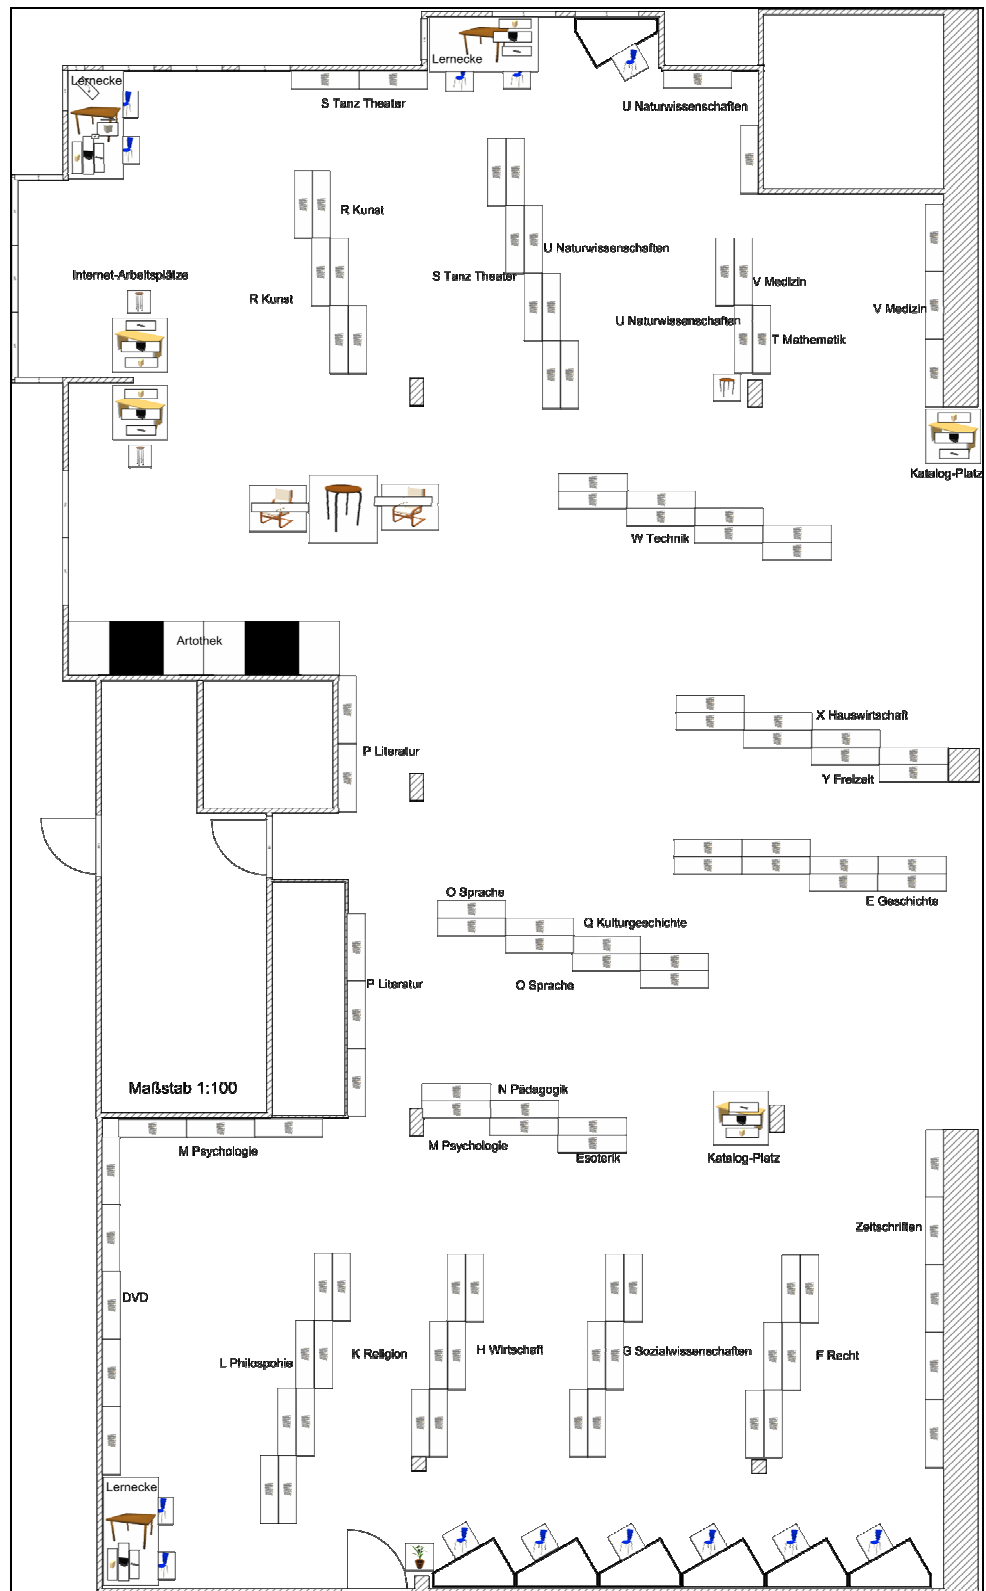 Lernecke
Lernecke
S Tanz Theater
U Naturwissenschaften
R Kunst
U Naturwissenschaften
S Tanz Theater
Internet-Arbeitsplätze
V Medizin
R Kunst
V Medizin
U Naturwissenschaften
T Mathematik
Katalog-Platz
W Technik
Artothek
X Hauswirtschaft
P Literatur
Y Freizeit
O Sprache
E Geschichte
Q Kulturgeschichte
P Literatur
O Sprache
Maßstab 1:100
N Pädagogik
M Psychologie
M Psychologie
Esoterik
Katalog-Platz
Zeitschriften
DVD
L Philospohie
K Religion
H Wirtschaft
G Sozialwissenschaften
F Recht
Lernecke